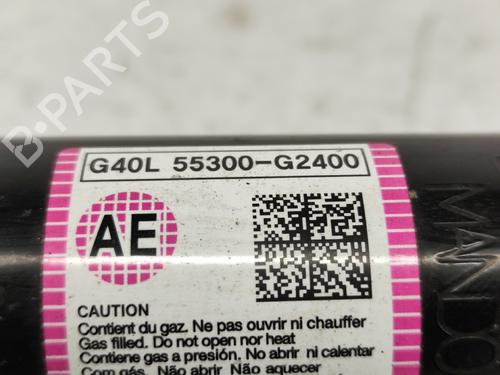 B-PARTS
G40L 55300-G2400
AE
CAUTION
Contient du gaz. Ne pas ouvrir ni chauffer
Gas filled. Do not open nor heat
Contiene gas a presión. No abrir ni calentar
Com gás. Não abrir. Não aquecer
MANDO